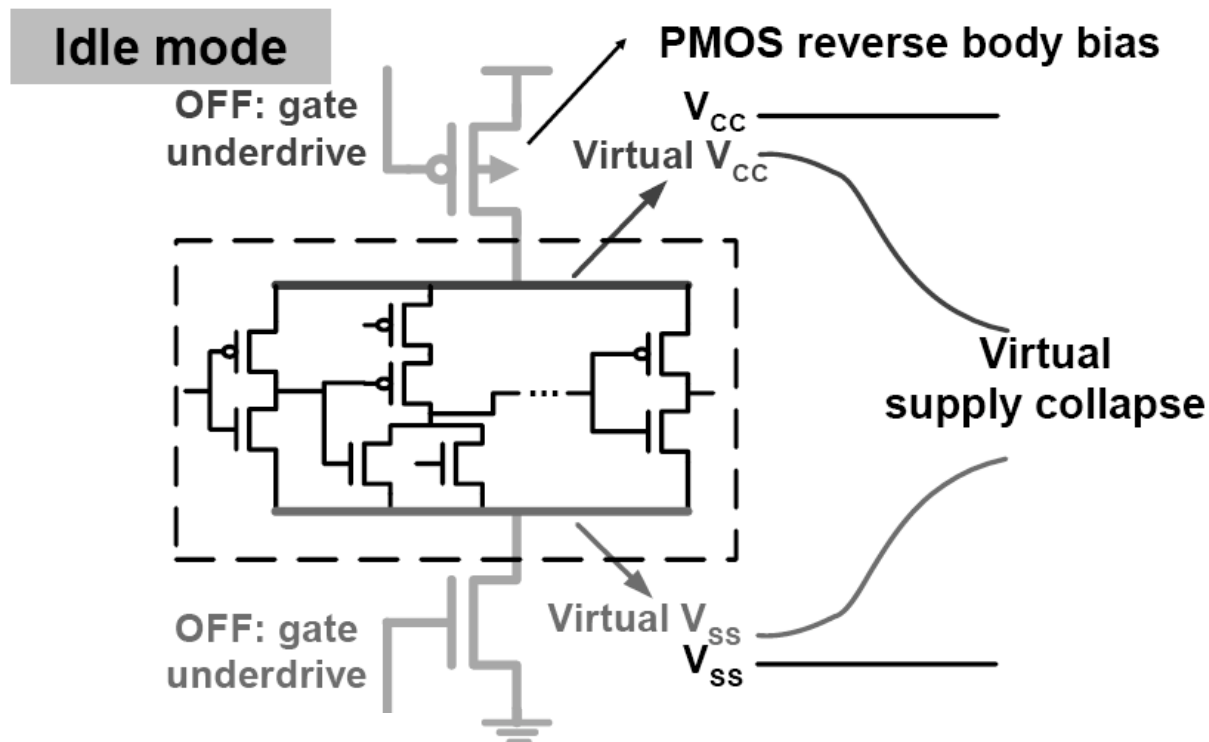 Idle mode
PMOS reverse body bias
OFF: gate
underdrive
VCC
Virtual VCC
...
Virtual
supply collapse
OFF: gate
underdrive
Virtual VSS
VSS